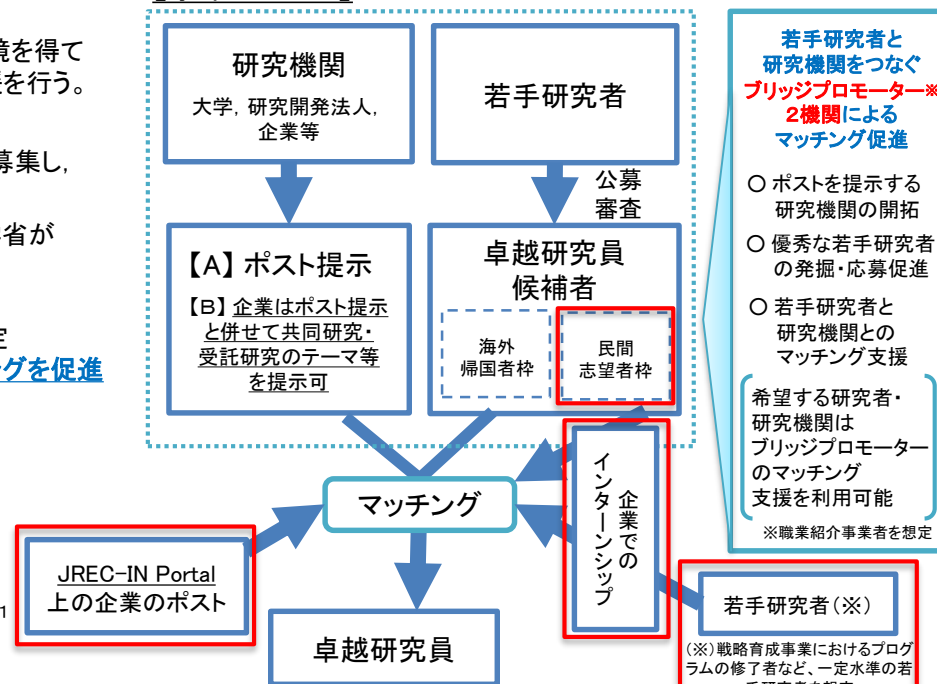 境を得て
を行う。
募集し,
省が
グを促進
研究機関
大学, 研究開発法人,
企業等
若手研究者
公募
審査
【A】ポスト提示
【B】企業はポスト提示
と併せて共同研究・
受託研究のテーマ等
を提示可
卓越研究員
候補者
海外
帰国者枠
民間
志望者枠
マッチング
企業での
インターンシップ
JREC-IN Portal
上の企業のポスト
1
卓越研究員
若手研究者(※)
(※)戦略育成事業におけるプログ
ラムの修了者など、一定水準の若
若手研究者と
研究機関をつなぐ
ブリッジプロモーター※
2機関による
マッチング促進
○ ポストを提示する
研究機関の開拓
○ 優秀な若手研究者
の発掘・応募促進
○ 若手研究者と
研究機関との
マッチング支援
希望する研究者・
研究機関は
ブリッジプロモーター
のマッチング
支援を利用可能
※職業紹介事業者を想定